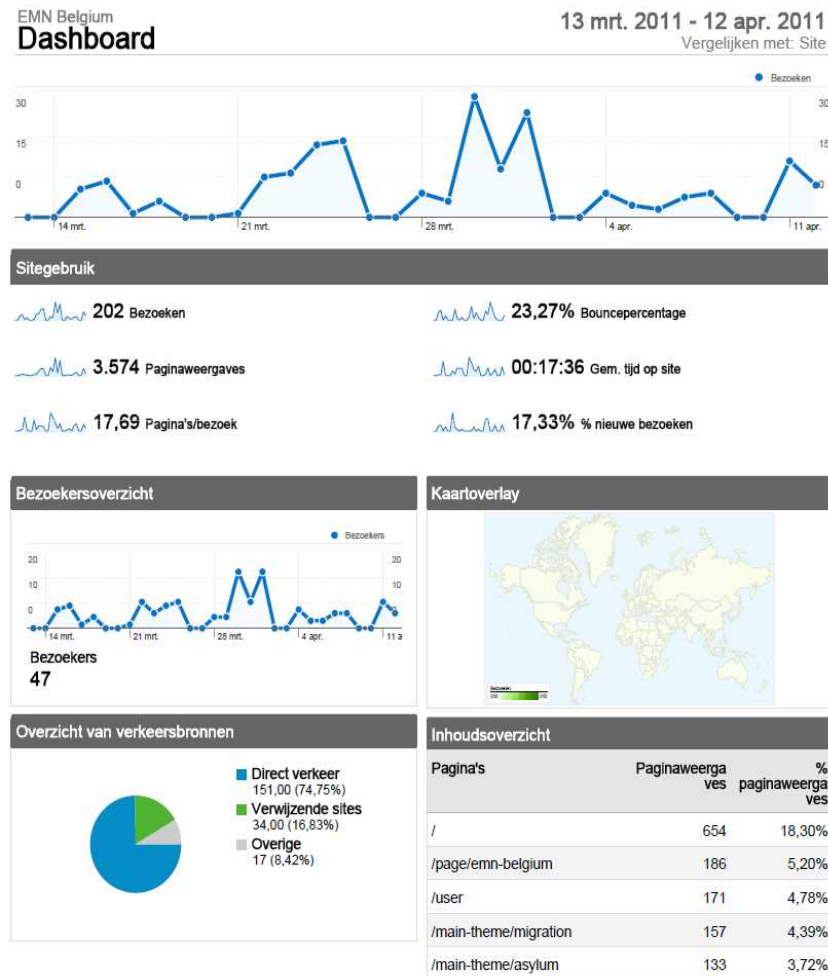 EMN Belgium
Dashboard
13 mrt. 2011 - 12 apr. 2011
Vergelijken met: Site
Bezoeken
30 30
15 15
0 0
14 mrt. 21 mrt. 28 mrt. 4 apr. 11 apr.
Sitegebruik
202 Bezoeken
23,27% Bouncepercentage
3.574 Paginaweergaves
00:17:36 Gem. tijd op site
17,69 Pagina's/bezoek
17,33% % nieuwe bezoeken
Bezoekersoverzicht
Bezoekers
20 20
10 10
0 0
14 mrt. 21 mrt. 28 mrt. 4 apr. 11 a
Bezoekers
47
Kaartoverlay
Bezoeken
Overzicht van verkeersbronnen
Direct verkeer
151,00 (74,75%)
Verwijzende sites
34,00 (16,83%)
Overige
17 (8,42%)
Inhoudsoverzicht
Pagina's Paginaweerga %
ves paginaweerga
ves
/ 654 18,30%
/page/emn-belgium 186 5,20%
/user 171 4,78%
/main-theme/migration 157 4,39%
/main-theme/asylum 133 3,72%